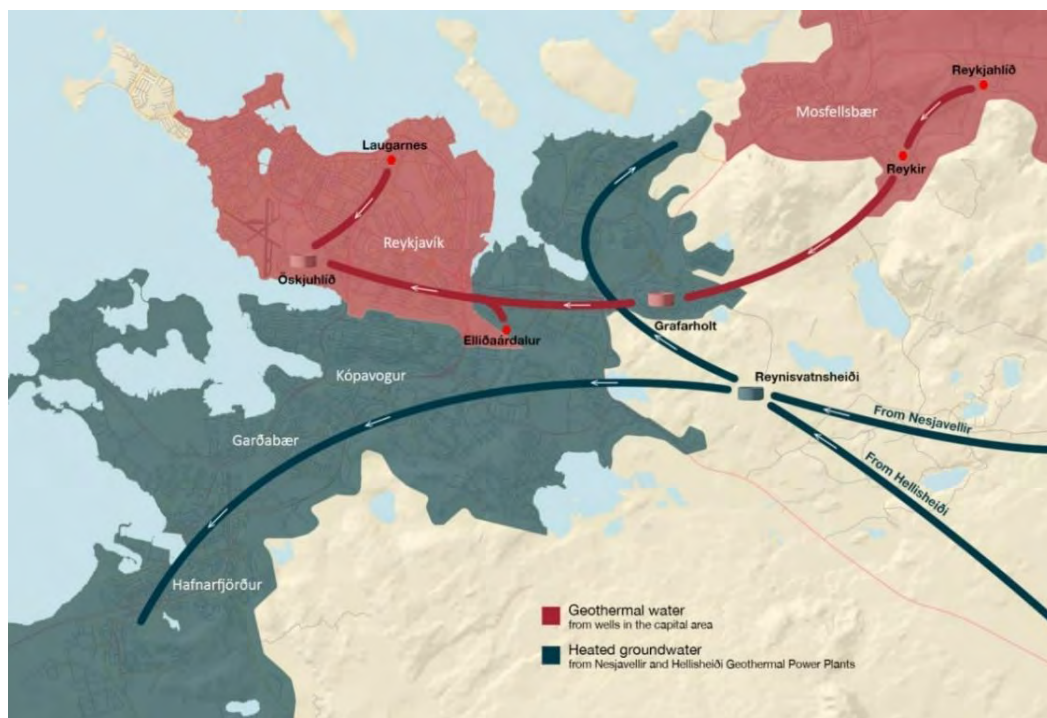 Reykjahlíð
Mosfellsbær
Laugarnes
Reykir
Reykjavík
Öskjuhlíð
Grafarholt
Elliðaárdalur
Kópavogur
Reynisvatnsheiði
From Nesjavellir
Garðabær
From Hellisheiði
Hafnarfjörður
Geothermal water
from wells in the capital area
Heated groundwater
from Nesjavellir and Hellisheiði Geothermal Power Plants